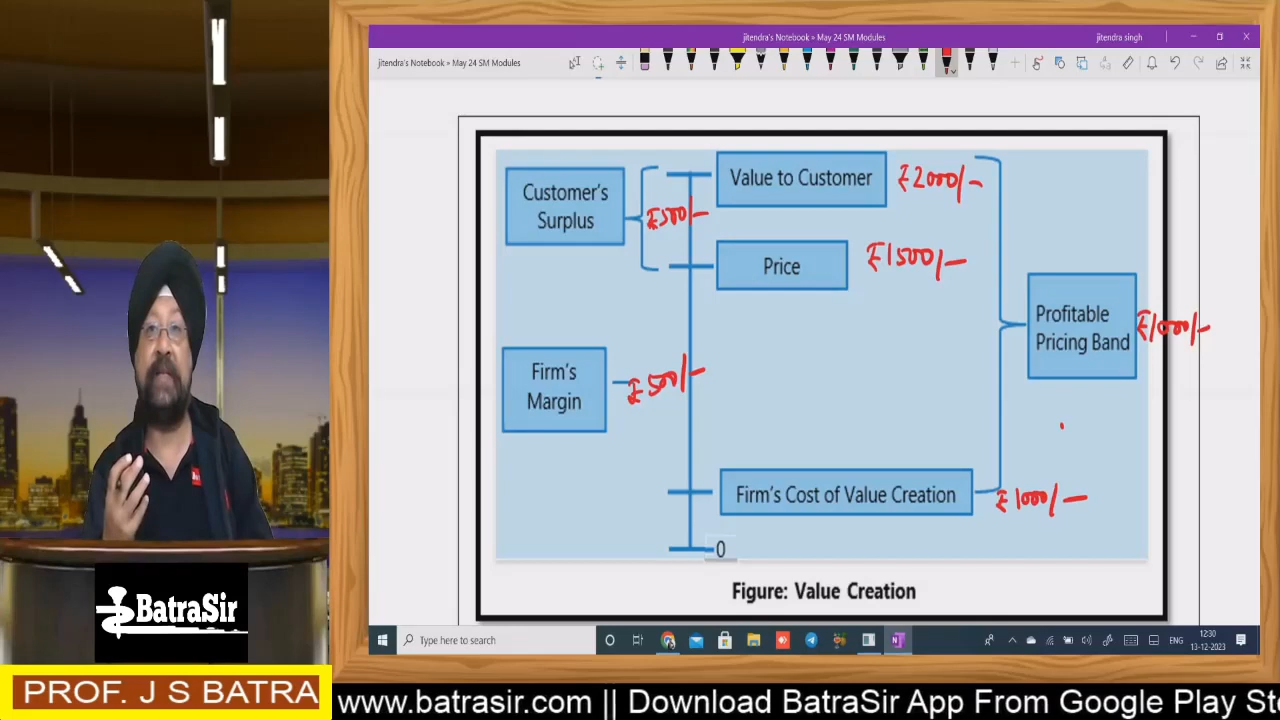 jitendra's Notebook » May 24 SM Modules
jitendra singh
jitendra's Notebook » May 24 SM Modules
Customer's
Surplus
₹500/-
Value to Customer
₹2000/-
Price
₹1500/-
Profitable
Pricing Band
₹1000/-
Firm's
Margin
₹500/-
Firm's Cost of Value Creation
₹1000/-
0
Figure: Value Creation
Type here to search
ENG
12:30
13-12-2023
BatraSir
PROF. J S BATRA
www.batrasir.com || Download BatraSir App From Google Play St